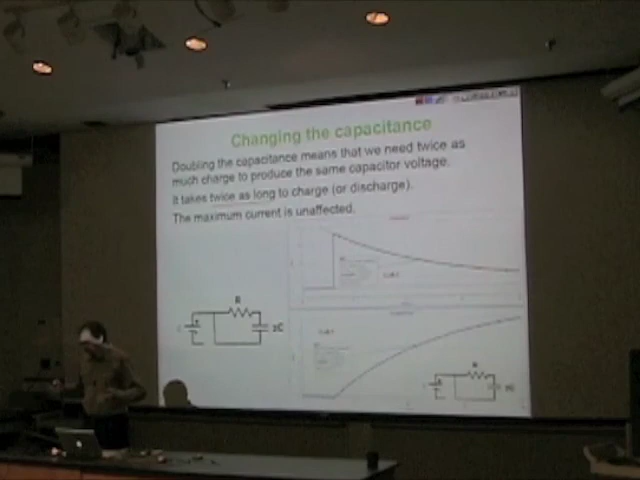 Changing the capacitance
Doubling the capacitance means that we need twice as
much charge to produce the same capacitor voltage.
It takes twice as long to charge (or discharge).
The maximum current is unaffected.
R
2C
R